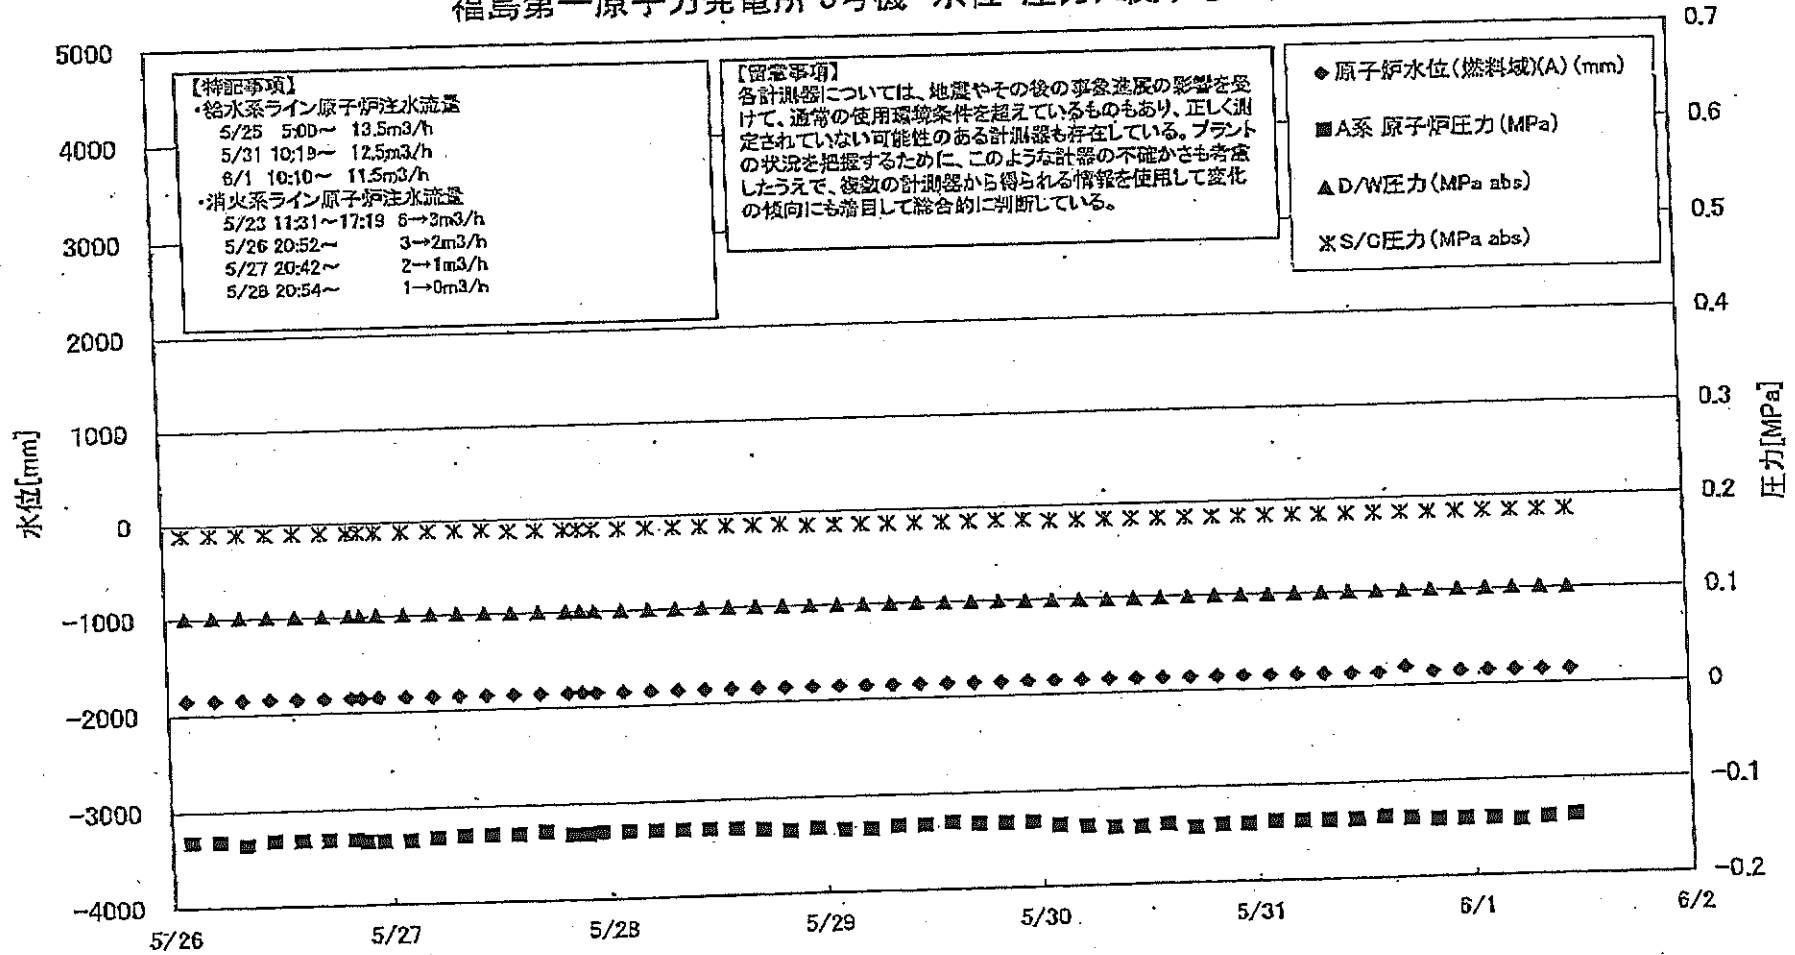 福島第一原子力発電所 3号機 水位・圧力に関する
5000
4000
3000
2000
1000
0
-1000
-2000
-3000
-4000
水位[mm]
【特記事項】
・給水系ライン原子炉注水流量
5/25 5:00～ 13.5m3/h
5/31 10:19～ 12.5m3/h
6/1 10:10～ 11.5m3/h
・消火系ライン原子炉注水流量
5/23 11:31～17:19 6→3m3/h
5/26 20:52～ 3→2m3/h
5/27 20:42～ 2→1m3/h
5/28 20:54～ 1→0m3/h
【留意事項】
各計測器については、地震やその後の事象進展の影響を受
けて、通常の使用環境条件を超えているものもあり、正しく測
定されていない可能性のある計測器も存在している。プラント
の状況を把握するために、このような計器の不確かさも考慮
したうえで、複数の計測器から得られる情報を使用して変化
の傾向にも着目して総合的に判断している。
◆原子炉水位(燃料域)(A)(mm)
■A系 原子炉圧力(MPa)
▲D/W圧力(MPa abs)
✳S/C圧力(MPa abs)
0.7
0.6
0.5
0.4
0.3
0.2
0.1
0
-0.1
-0.2
圧力[MPa]
5/26
5/27
5/28
5/29
5/30
5/31
6/1
6/2